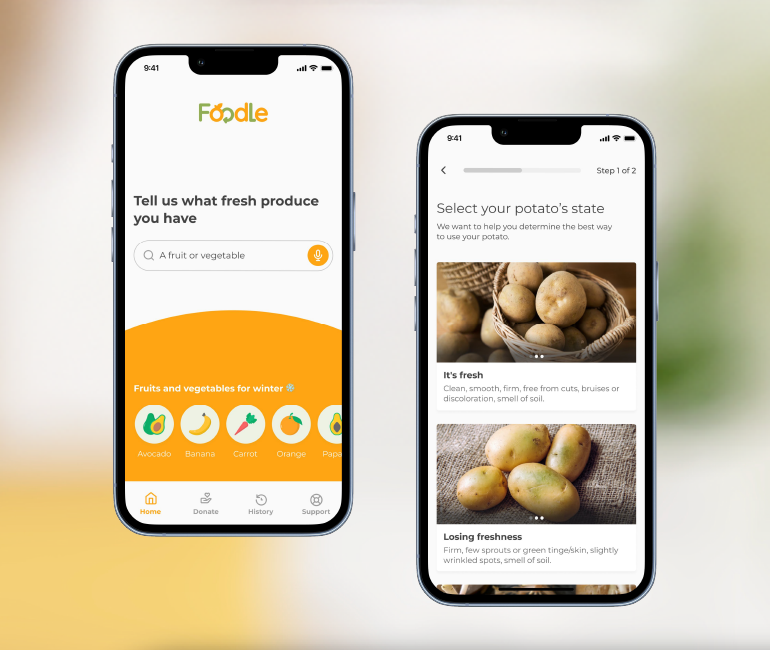 9:41
Foodle
Tell us what fresh produce
you have
A fruit or vegetable
Fruits and vegetables for winter
Avocado
Banana
Carrot
Orange
Papa
Home
Donate
History
Support
9:41
Step 1 of 2
Select your potato's state
We want to help you determine the best way
to use your potato.
It's fresh
Clean, smooth, firm, free from cuts, bruises or
discoloration, smell of soil.
Losing freshness
Firm, few sprouts or green tinge/skin, slightly
wrinkled spots, smell of soil.